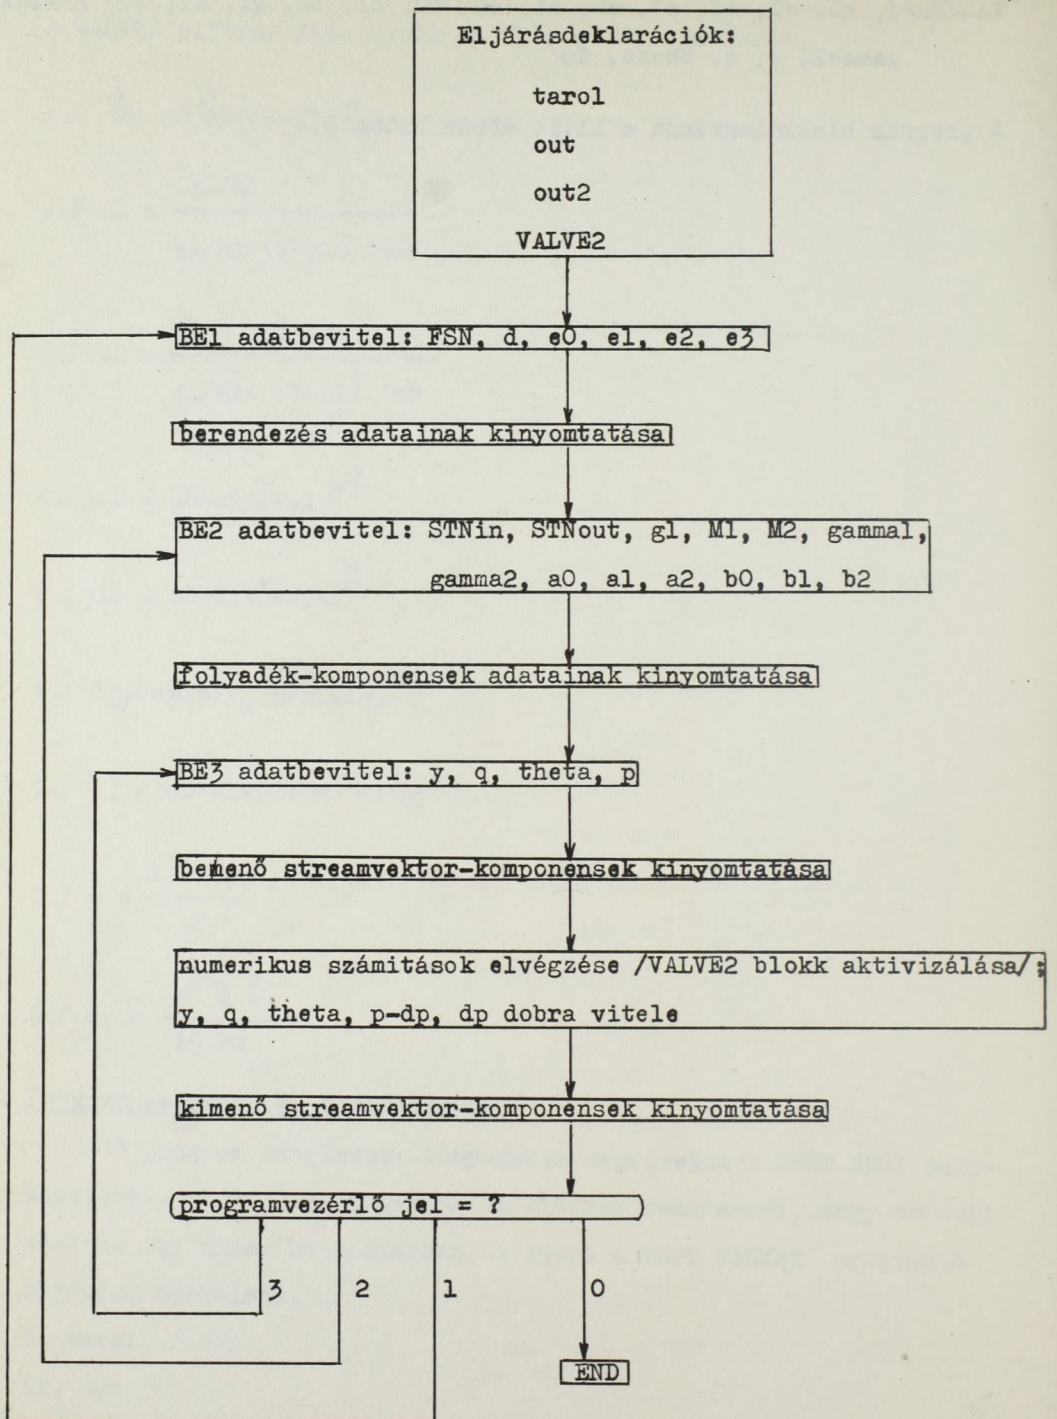 Eljárásdeklarációk:
tarol
out
out2
VALVE2
BE1 adatbevitel: FSN, d, e0, e1, e2, e3
berendezés adatainak kinyomtatása
BE2 adatbevitel: STNin, STNout, g1, M1, M2, gamma1,
gamma2, a0, a1, a2, b0, b1, b2
folyadék-komponensek adatainak kinyomtatása
BE3 adatbevitel: y, q, theta, p
bemenő streamvektor-komponensek kinyomtatása
numerikus számitások elvégzése /VALVE2 blokk aktivizálása/ ;
y, q, theta, p-dp, dp dobra vitele
kimenő streamvektor-komponensek kinyomtatása
programvezérlő jel = ?
3 2 1 0
END